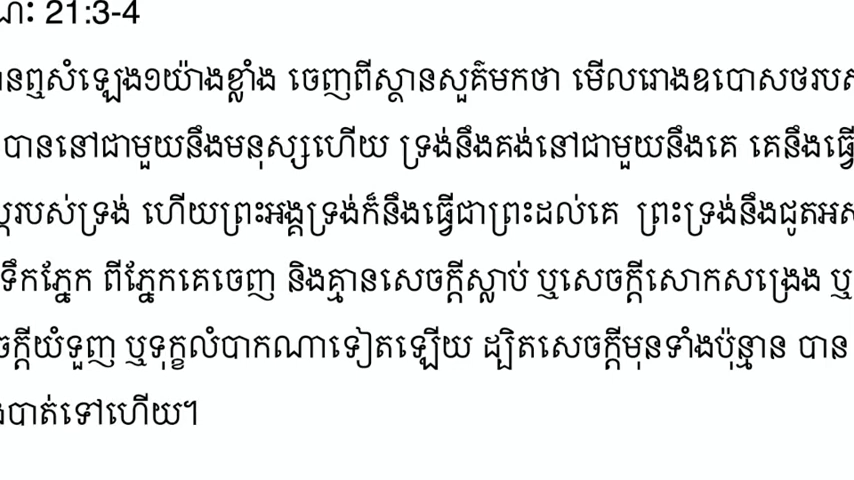 ណៈ 21:3-4
នឮសំឡេង១យ៉ាងខ្លាំង ចេញពីស្ថានសួគ៌មកថា មើលរោងឧបោសថរបស
បាននៅជាមួយនឹងមនុស្សហើយ ទ្រង់នឹងគង់នៅជាមួយនឹងគេ គេនឹងធ្វើ
រស់ទ្រង់ ហើយព្រះអង្គទ្រង់ក៏នឹងធ្វើជាព្រះដល់គេ ព្រះទ្រង់នឹងជូតអស
ទឹកភ្នែក ពីភ្នែកគេចេញ និងគ្មានសេចក្ដីស្លាប់ ឬសេចក្ដីសោកសង្រេង ឬ
ចក្ដីយំទួញ ឬទុក្ខលំបាកណាទៀតឡើយ ដ្បិតសេចក្ដីមុនទាំងប៉ុន្មាន បាន
បាត់ទៅហើយ។